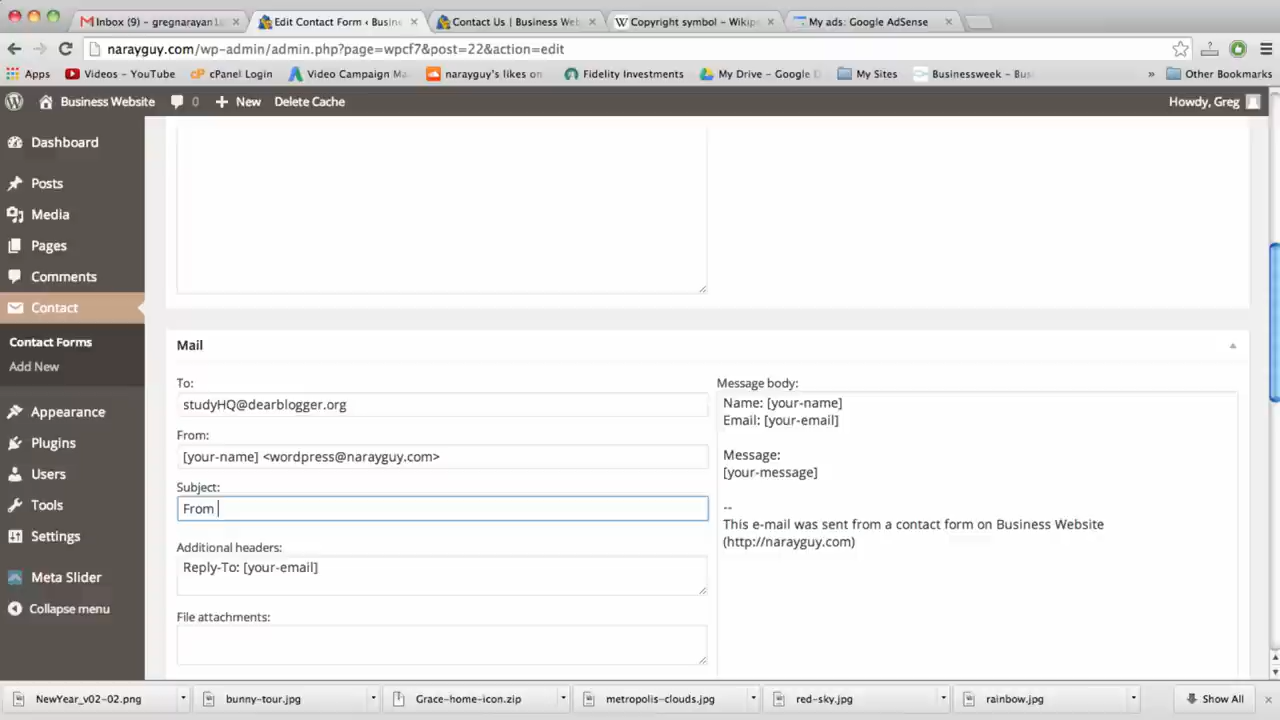 Inbox (9) - gregnarayan1
Edit Contact Form ‹ Busin
Contact Us | Business Web
Copyright symbol - Wikipe
My ads: Google AdSense
narayguy.com/wp-admin/admin.php?page=wpcf7&post=22&action=edit
Apps
Videos - YouTube
cPanel Login
Video Campaign Ma
narayguy's likes on
Fidelity Investments
My Drive - Google D
My Sites
Businessweek - Bus
»
Other Bookmarks
Business Website
0
+ New
Delete Cache
Howdy, Greg
Dashboard
Posts
Media
Pages
Comments
Contact
Contact Forms
Add New
Appearance
Plugins
Users
Tools
Settings
Meta Slider
Collapse menu
Mail
To:
studyHQ@dearblogger.org
From:
[your-name] <wordpress@narayguy.com>
Subject:
From
Additional headers:
Reply-To: [your-email]
File attachments:
Message body:
Name: [your-name]
Email: [your-email]
Message:
[your-message]
--
This e-mail was sent from a contact form on Business Website
(http://narayguy.com)
NewYear_v02-02.png
bunny-tour.jpg
Grace-home-icon.zip
metropolis-clouds.jpg
red-sky.jpg
rainbow.jpg
Show All